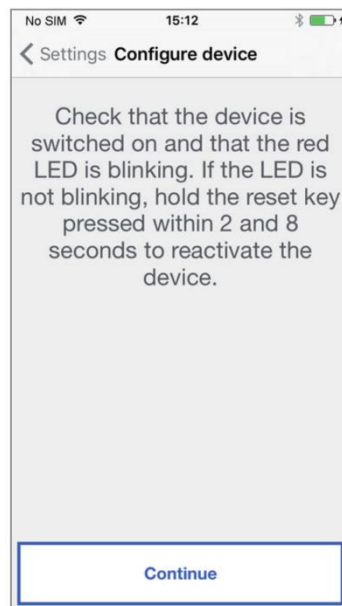 No SIM 15:12
Settings Configure device
Check that the device is
switched on and that the red
LED is blinking. If the LED is
not blinking, hold the reset key
pressed within 2 and 8
seconds to reactivate the
device.
Continue